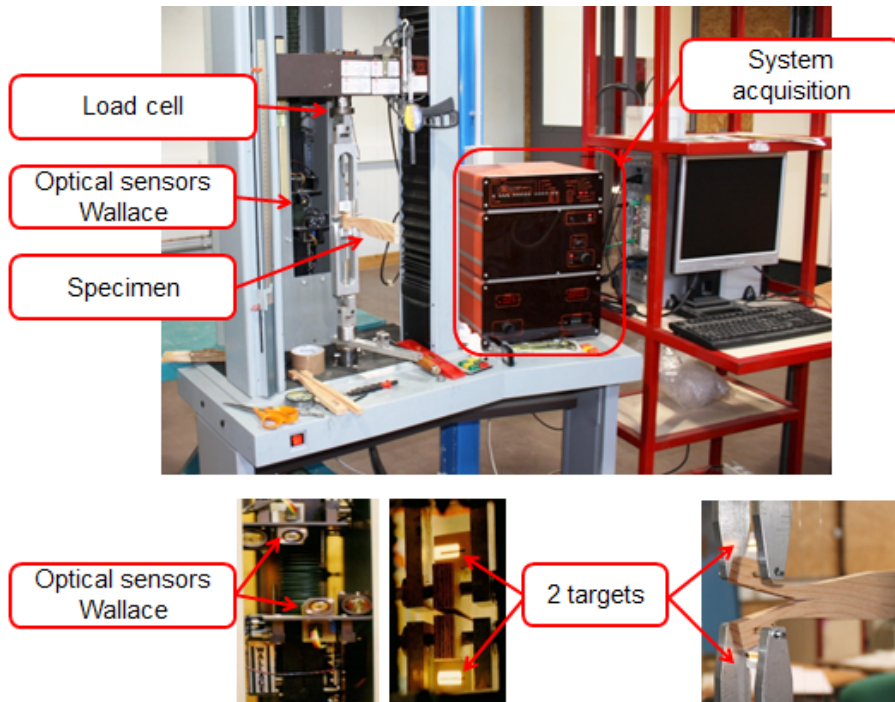 System
acquisition
Load cell
Optical sensors
Wallace
Specimen
Optical sensors
Wallace
2 targets